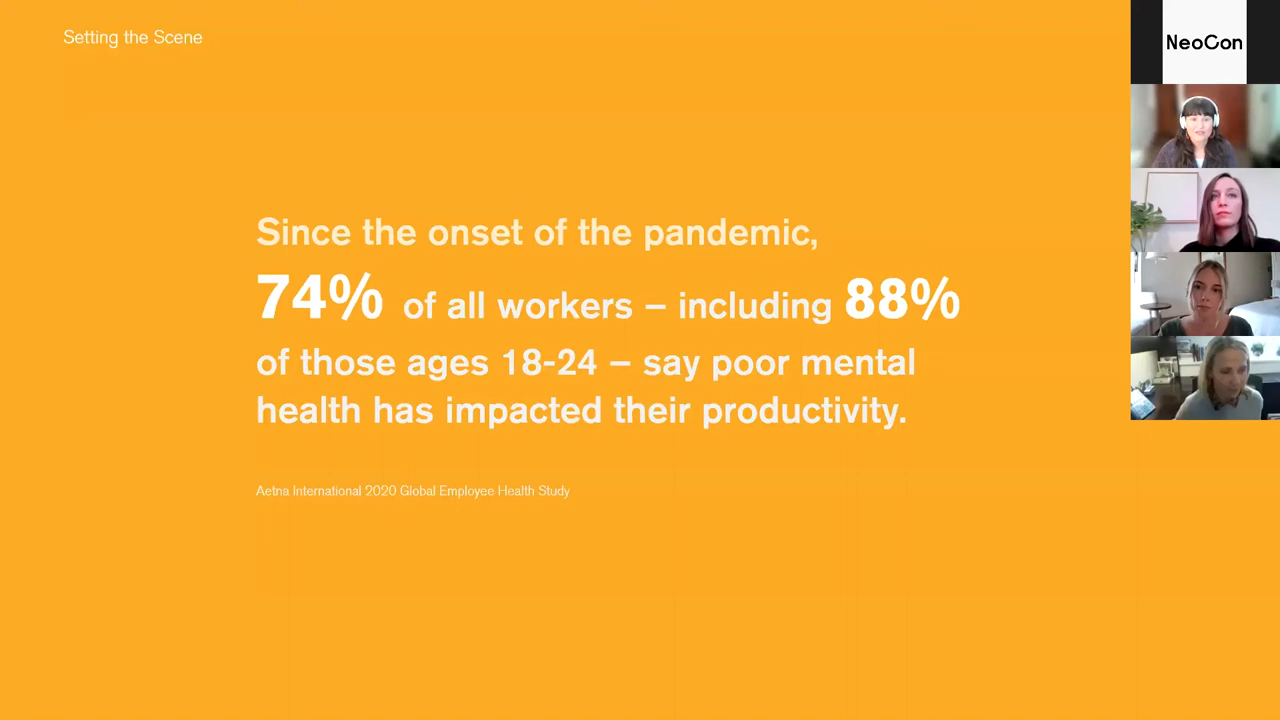 Setting the Scene
NeoCon
Since the onset of the pandemic,
74% of all workers – including 88%
of those ages 18-24 – say poor mental
health has impacted their productivity.
Aetna International 2020 Global Employee Health Study